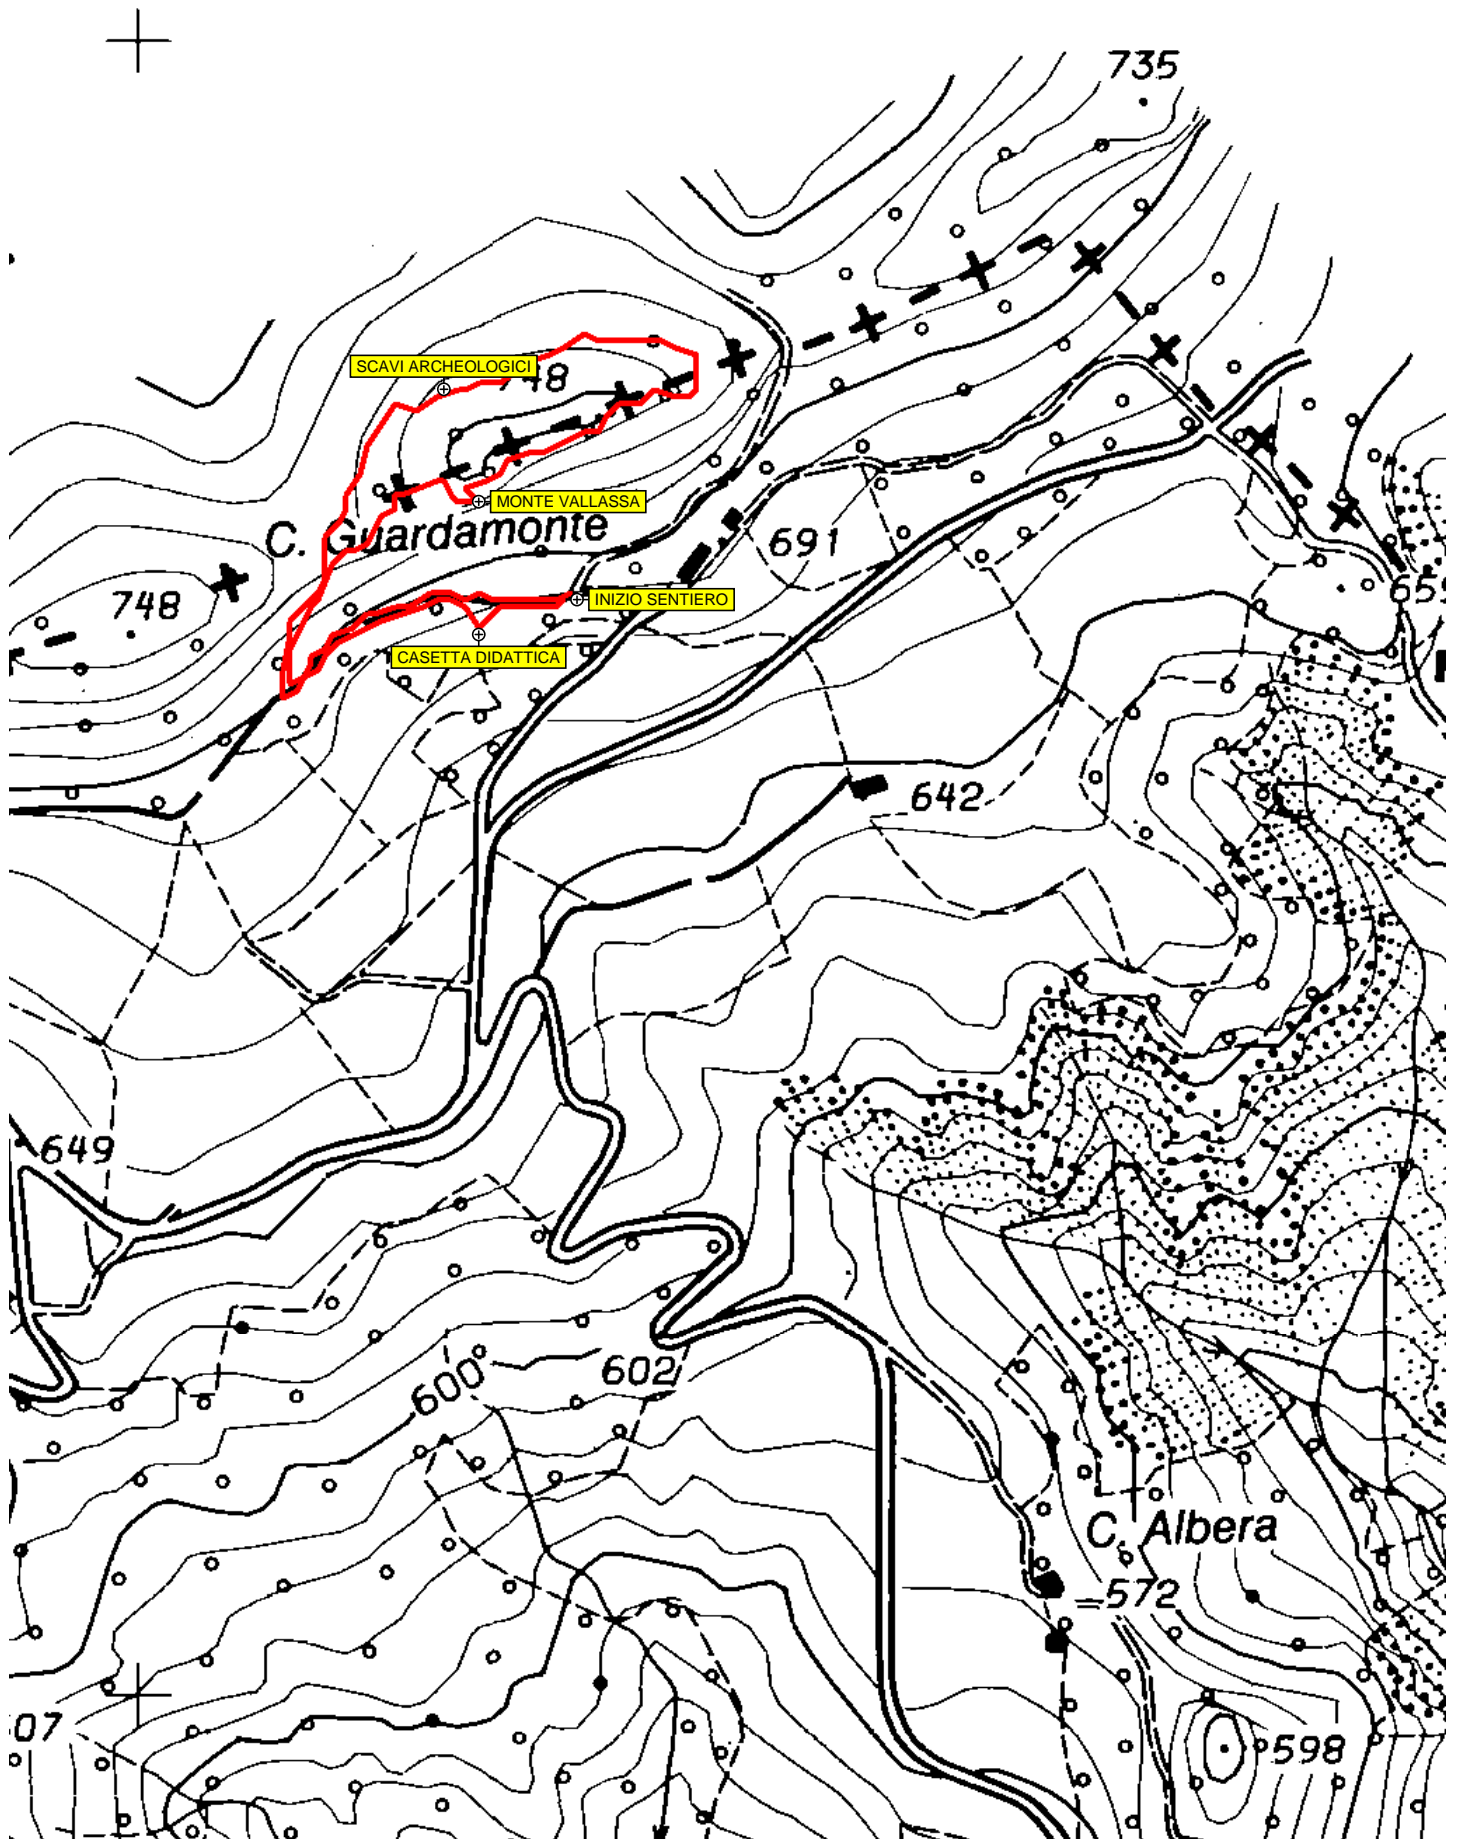 735
SCAVI ARCHEOLOGICI
748
MONTE VALLASSA
C. Guardamonte
691
INIZIO SENTIERO
748
CASETTA DIDATTICA
642
649
602
600
C. Albera
572
07
598